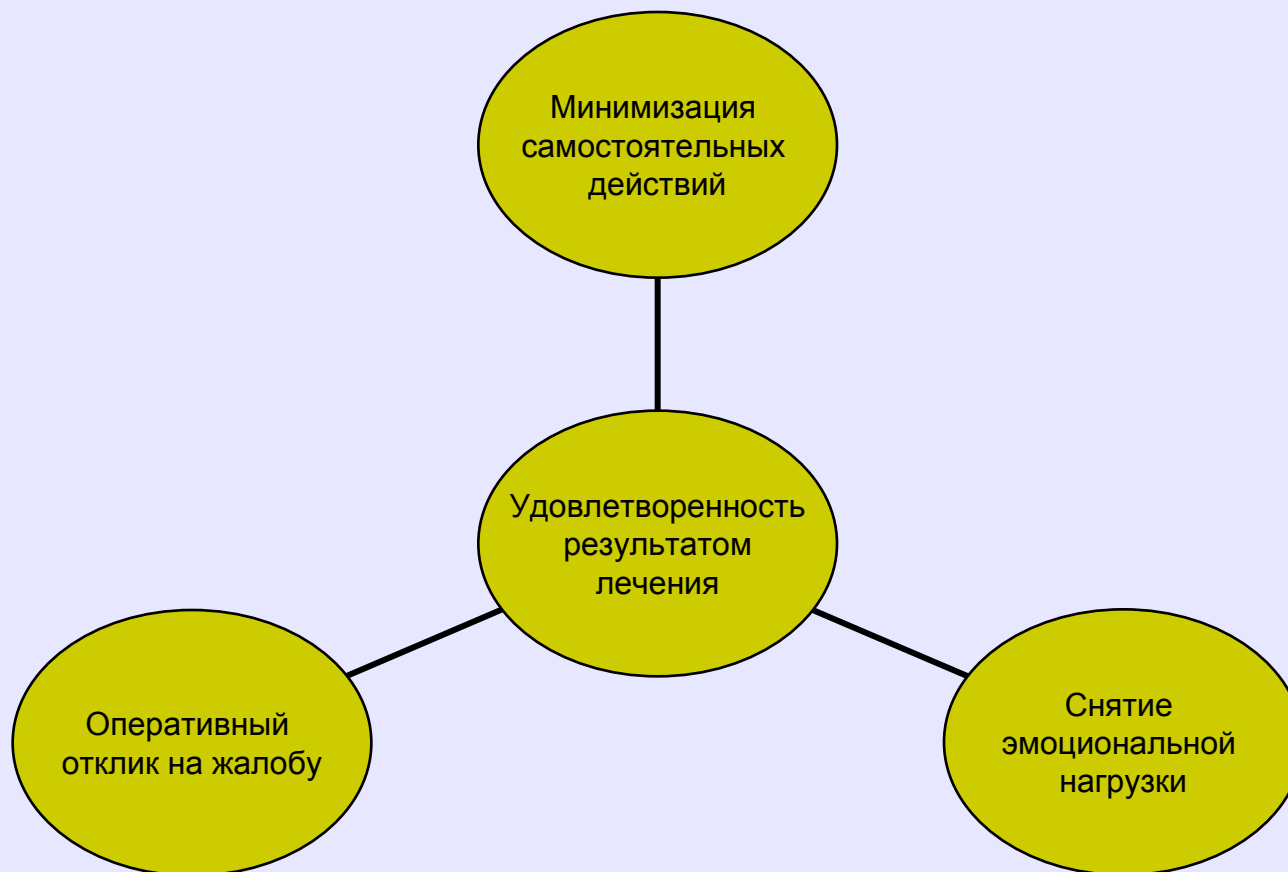 Минимизация
самостоятельных
действий
Удовлетворенность
результатом
лечения
Оперативный
отклик на жалобу
Снятие
эмоциональной
нагрузки